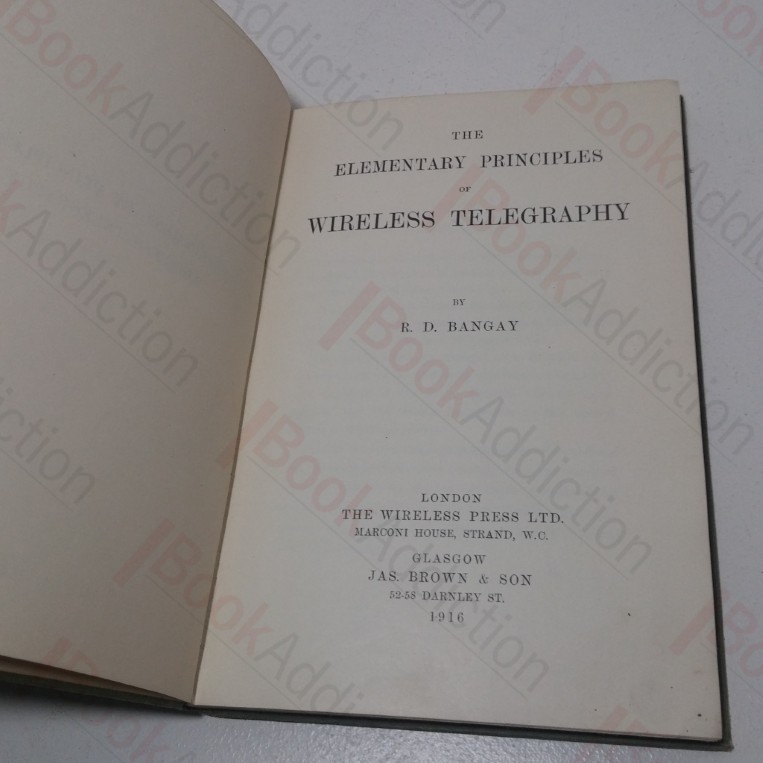 THE
ELEMENTARY PRINCIPLES
OF
WIRELESS TELEGRAPHY
BY
R. D. BANGAY
LONDON
THE WIRELESS PRESS LTD.
MARCONI HOUSE, STRAND, W.C.
GLASGOW
JAS. BROWN & SON
52-58 DARNLEY ST.
1916
BookAddiction